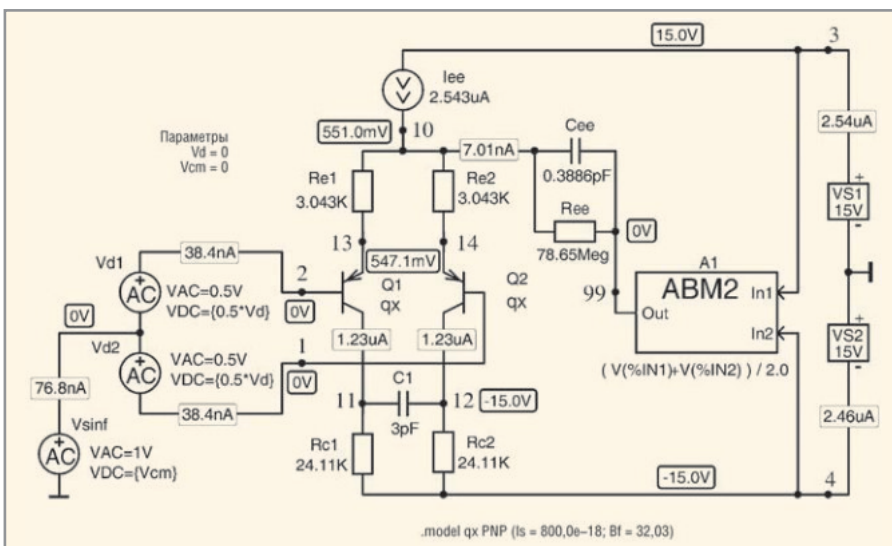 15.0V
3
Iee
2.543uA
551.0mV
10
7.01nA
Cee
0.3886pF
Ree
78.65Meg
0V
2.54uA
+
VS1
15V
-
Параметры
Vd = 0
Vcm = 0
Re1
3.043K
Re2
3.043K
13
547.1mV
14
38.4nA
2
Vd1
+
AC
VAC=0.5V
VDC={0.5*Vd}
0V
Q1
qx
Q2
qx
99
A1
ABM2
In1
Out
In2
( V(%IN1)+V(%IN2) ) / 2.0
+
VS2
15V
-
0V
Vd2
+
AC
VAC=0.5V
VDC={0.5*Vd}
1
0V
1.23uA
1.23uA
76.8nA
38.4nA
11
C1
3pF
12
-15.0V
2.46uA
Vsinf
+
AC
VAC=1V
VDC={Vcm}
Rc1
24.11K
Rc2
24.11K
-15.0V
4
.model qx PNP (Is = 800,0e–18; Bf = 32,03)